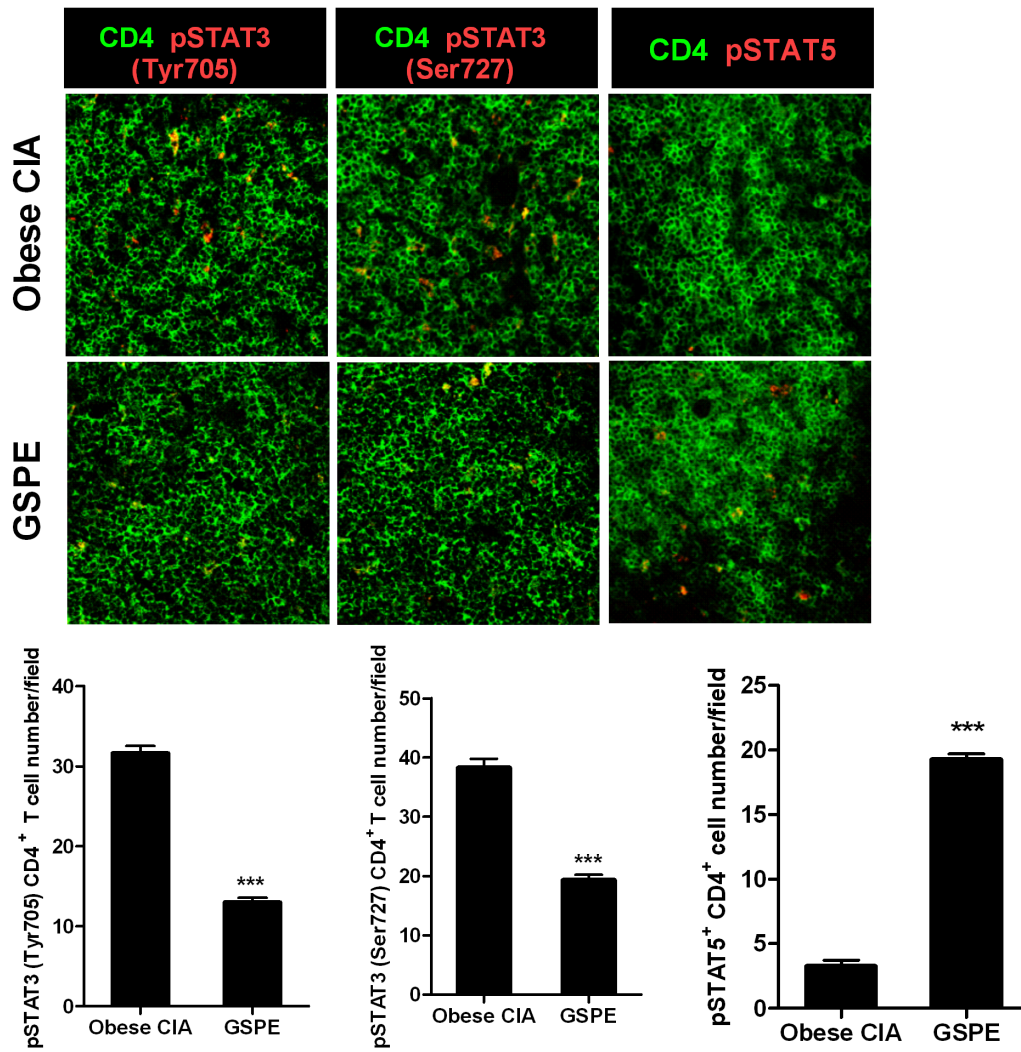 CD4 pSTAT3
(Tyr705)
CD4 pSTAT3
(Ser727)
CD4 pSTAT5
Obese CIA
GSPE
pSTAT3 (Tyr705) CD4⁺ T cell number/field
40
30
20
10
0
***
Obese CIA GSPE
pSTAT3 (Ser727) CD4⁺ T cell number/field
50
40
30
20
10
0
***
Obese CIA GSPE
pSTAT5⁺ CD4⁺ cell number/field
25
20
15
10
5
0
***
Obese CIA GSPE